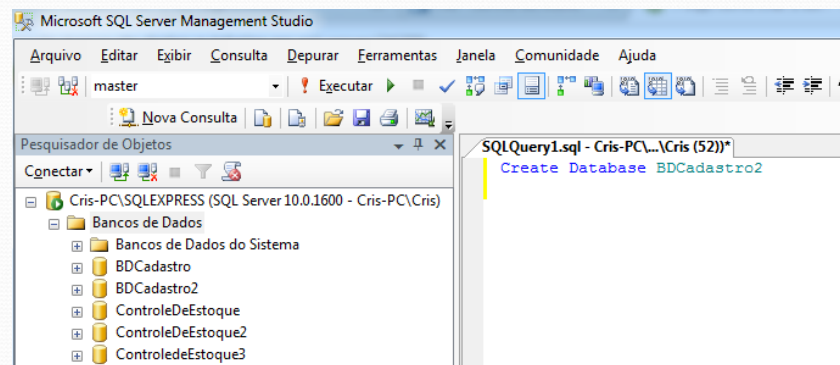 Microsoft SQL Server Management Studio
Arquivo Editar Exibir Consulta Depurar Ferramentas Janela Comunidade Ajuda
master Executar
Nova Consulta
Pesquisador de Objetos
Conectar
Cris-PC\SQLEXPRESS (SQL Server 10.0.1600 - Cris-PC\Cris)
Bancos de Dados
Bancos de Dados do Sistema
BDCadastro
BDCadastro2
ControleDeEstoque
ControleDeEstoque2
ControledeEstoque3
SQLQuery1.sql - Cris-PC\...\Cris (52))*
Create Database BDCadastro2